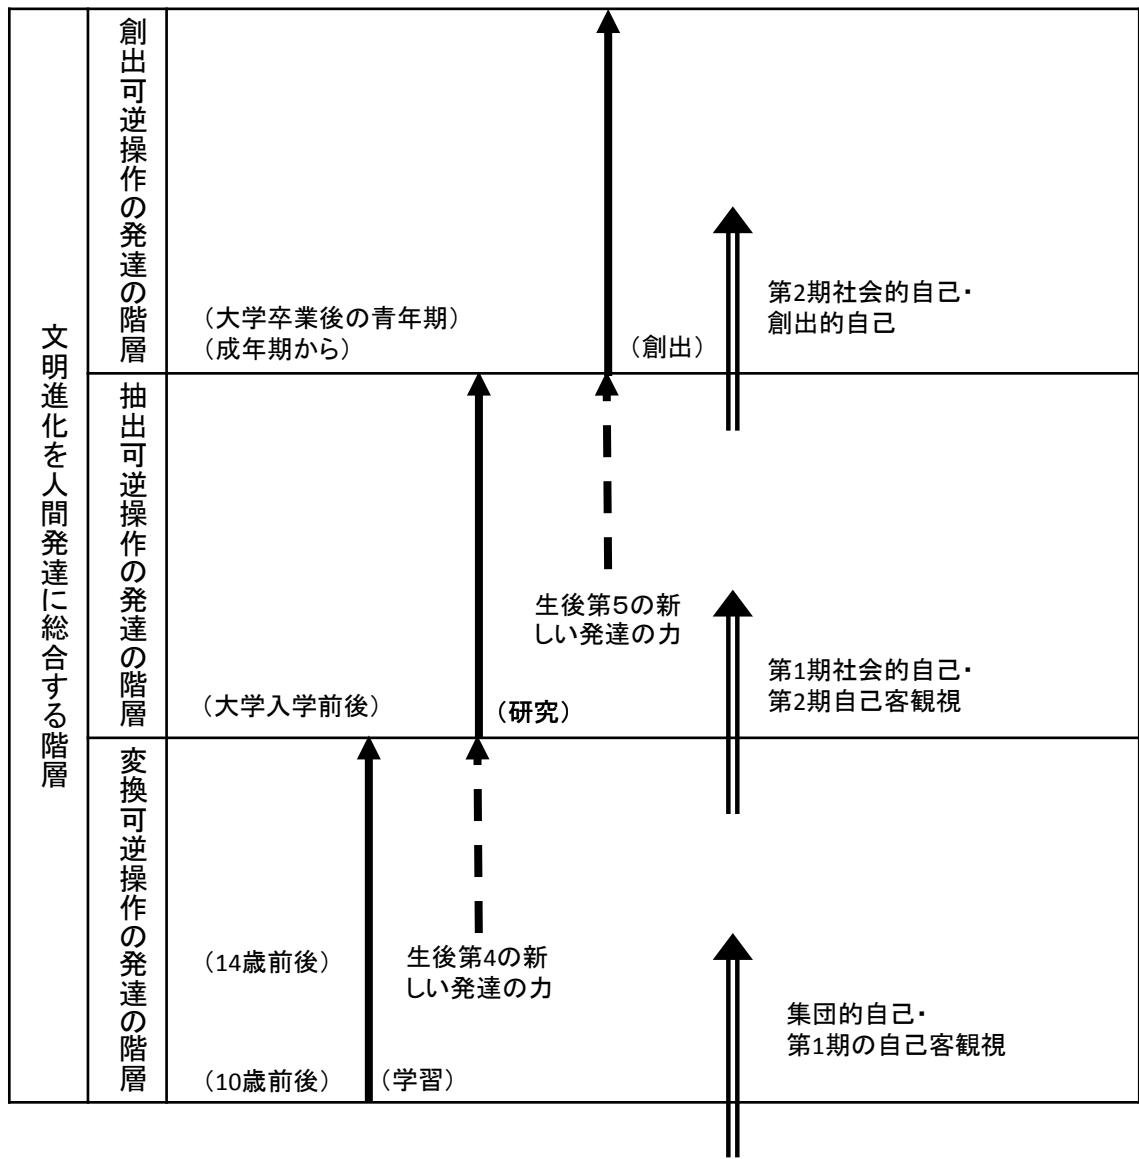 文明進化を人間発達に総合する階層
創出可逆操作の発達の階層
（大学卒業後の青年期）
（成年期から）
（創出）
第2期社会的自己・
創出的自己
抽出可逆操作の発達の階層
生後第５の新
しい発達の力
（大学入学前後）
（研究）
第1期社会的自己・
第2期自己客観視
変換可逆操作の発達の階層
（14歳前後）
生後第4の新
しい発達の力
集団的自己・
第1期の自己客観視
（10歳前後）
（学習）